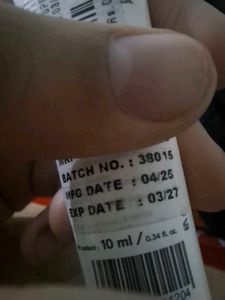 BATCH NO. : 38015
MFG DATE : 04/25
EXP DATE : 03/27
10 ml / 0.34 fl. oz.